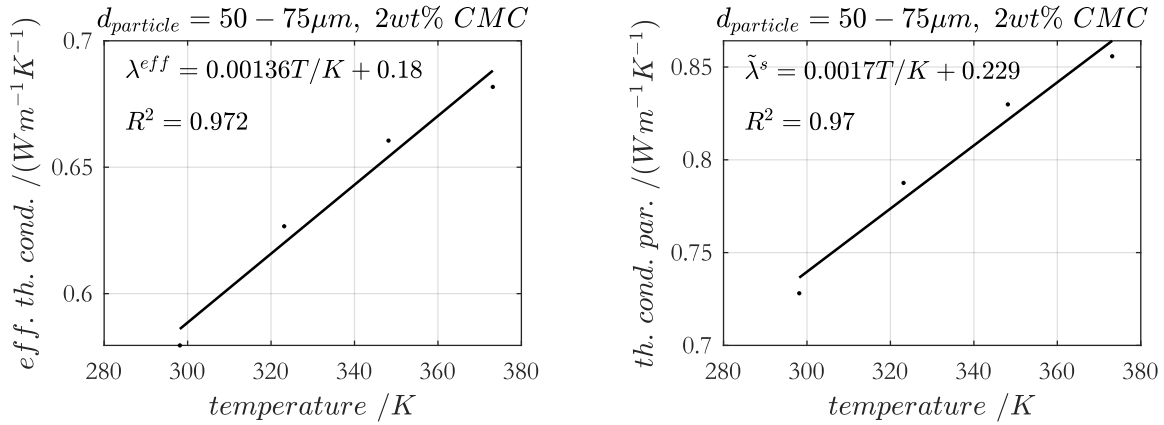 d_particle = 50 − 75μm, 2wt% CMC
λ^eff = 0.00136T/K + 0.18
R² = 0.972
eff. th. cond. /(Wm⁻¹K⁻¹)
0.7
0.65
0.6
280 300 320 340 360 380
temperature /K
d_particle = 50 − 75μm, 2wt% CMC
λ̃^s = 0.0017T/K + 0.229
R² = 0.97
th. cond. par. /(Wm⁻¹K⁻¹)
0.85
0.8
0.75
0.7
280 300 320 340 360 380
temperature /K